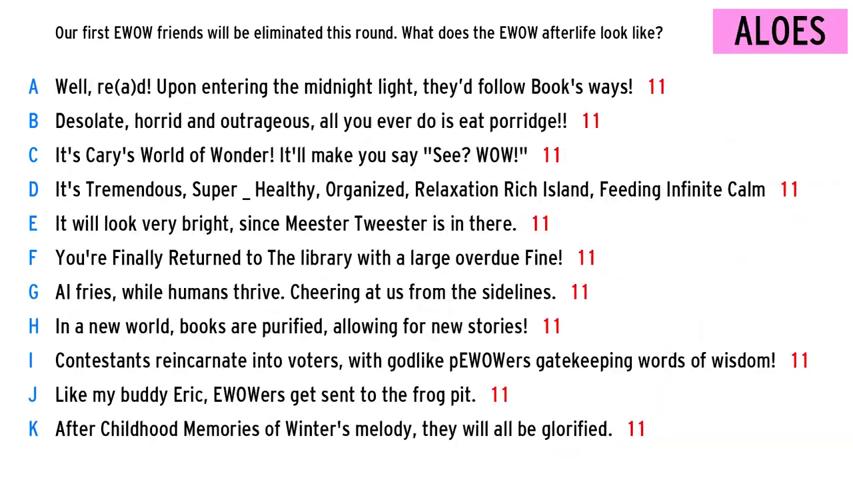 Our first EWOW friends will be eliminated this round. What does the EWOW afterlife look like?
ALOES
A Well, re(a)d! Upon entering the midnight light, they'd follow Book's ways! 11
B Desolate, horrid and outrageous, all you ever do is eat porridge!! 11
C It's Cary's World of Wonder! It'll make you say "See? WOW!" 11
D It's Tremendous, Super _ Healthy, Organized, Relaxation Rich Island, Feeding Infinite Calm 11
E It will look very bright, since Meester Tweester is in there. 11
F You're Finally Returned to The library with a large overdue Fine! 11
G Al fries, while humans thrive. Cheering at us from the sidelines. 11
H In a new world, books are purified, allowing for new stories! 11
I Contestants reincarnate into voters, with godlike pEWOWers gatekeeping words of wisdom! 11
J Like my buddy Eric, EWOWers get sent to the frog pit. 11
K After Childhood Memories of Winter's melody, they will all be glorified. 11